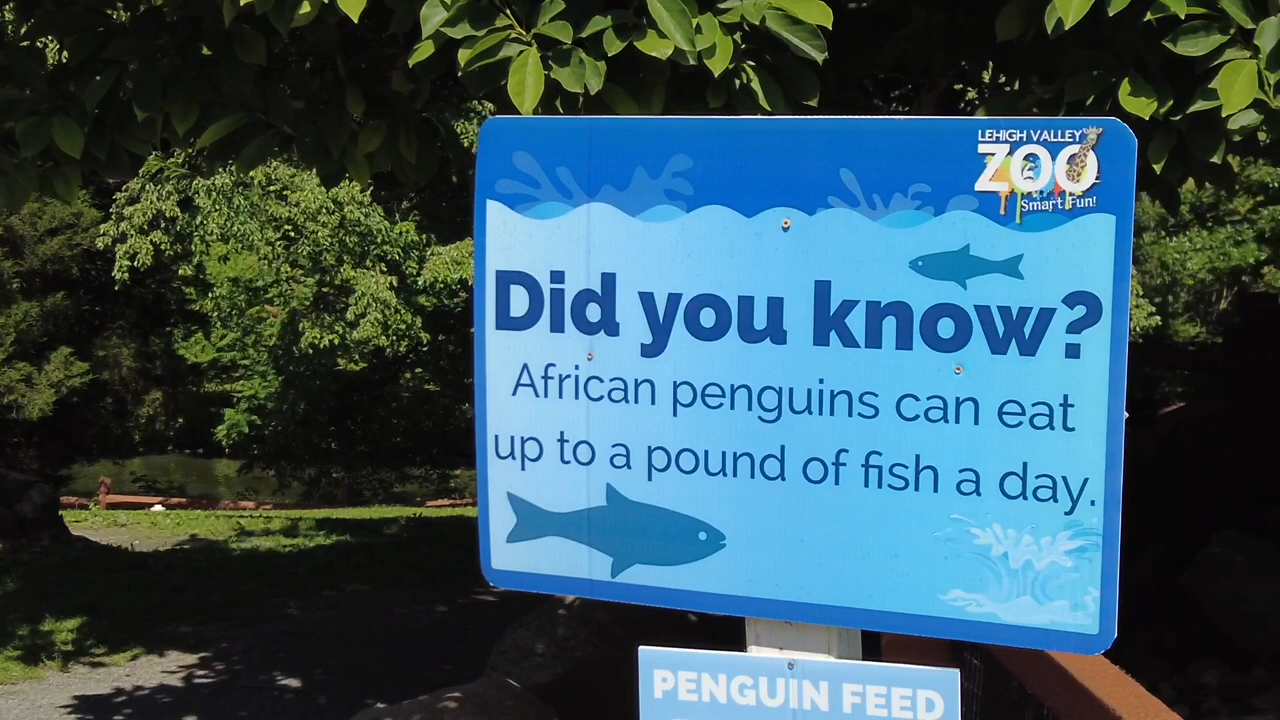 LEHIGH VALLEY
ZOO
Smart Fun!
Did you know?
African penguins can eat
up to a pound of fish a day.
PENGUIN FEED